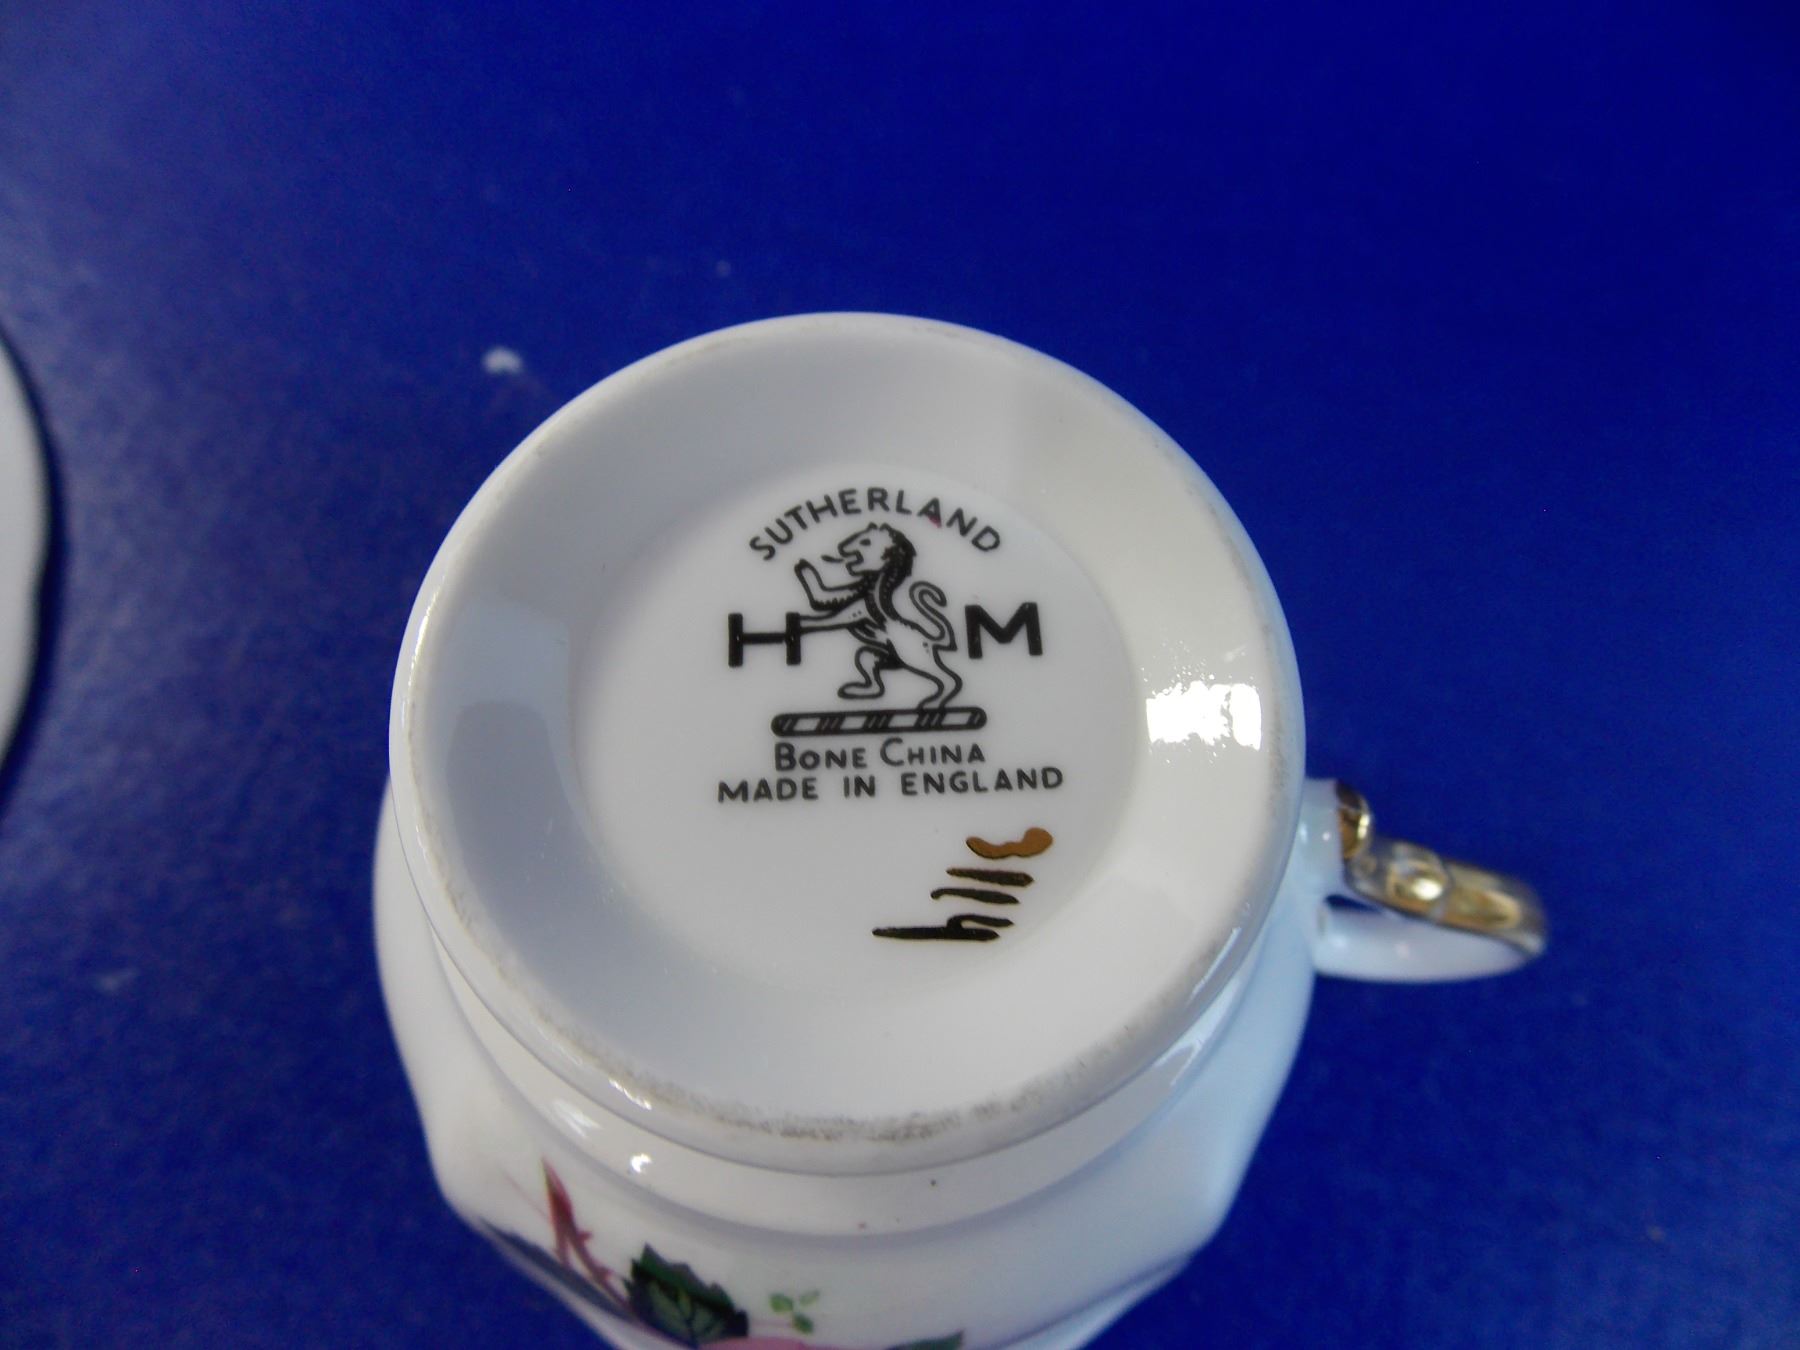 SUTHERLAND
H M
BONE CHINA
MADE IN ENGLAND